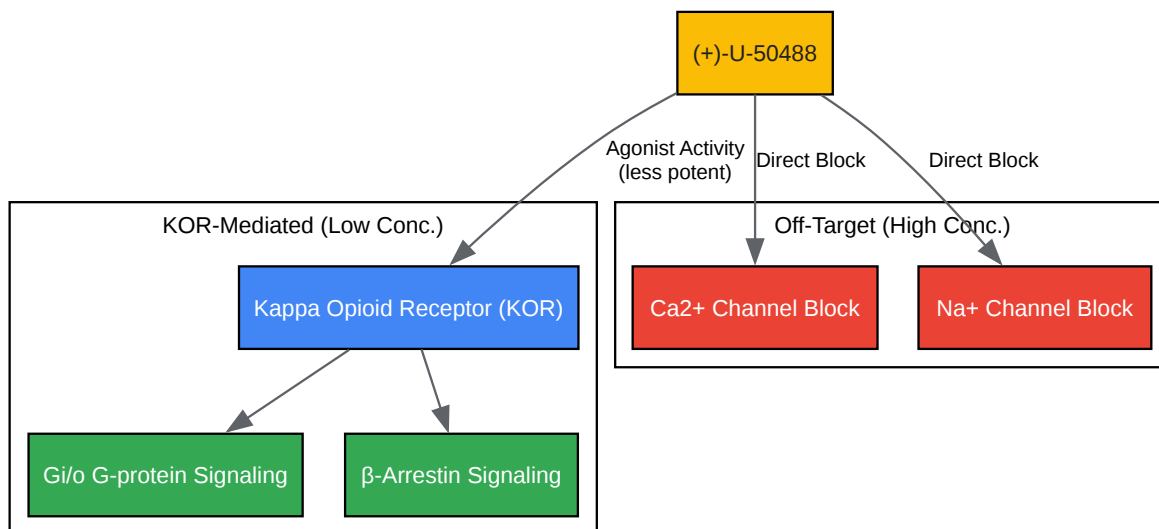 (+)-U-50488
Agonist Activity
(less potent)
Direct Block
Direct Block
KOR-Mediated (Low Conc.)
Off-Target (High Conc.)
Kappa Opioid Receptor (KOR)
Ca2+ Channel Block
Na+ Channel Block
Gi/o G-protein Signaling
β-Arrestin Signaling